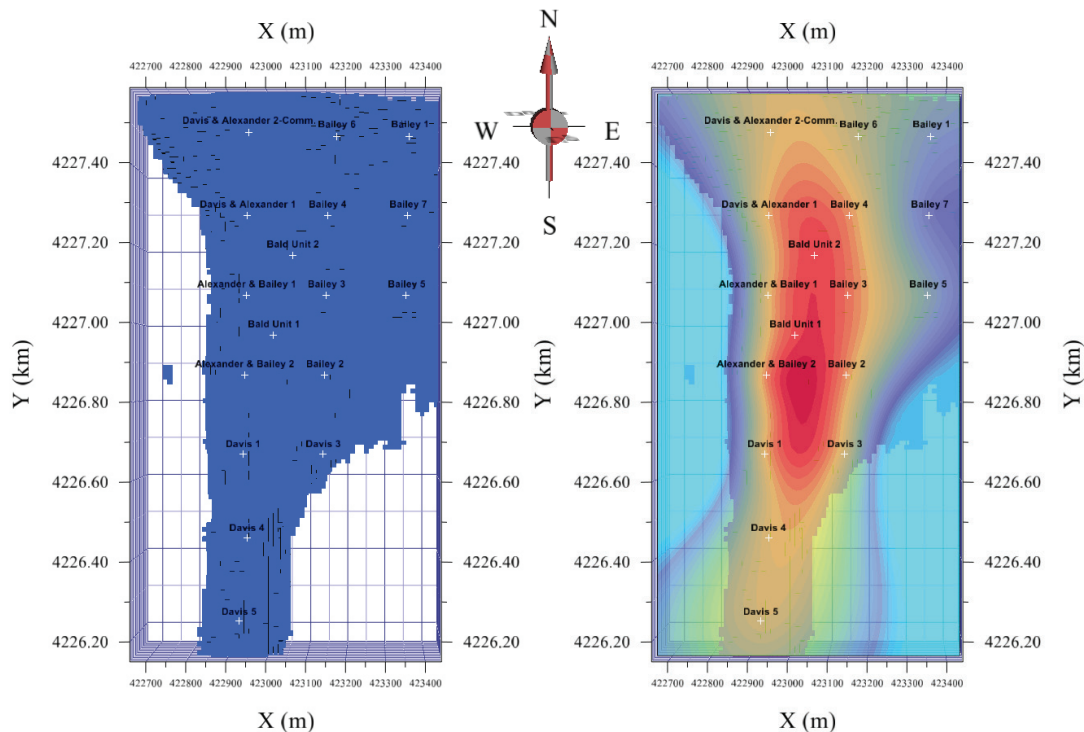 X (m)
422700 422800 422900 423000 423100 423200 423300 423400
Davis & Alexander 2-Comm.
Bailey 6
Bailey 1
4227.40
4227.40
Davis & Alexander 1
Bailey 4
Bailey 7
4227.20
4227.20
Bald Unit 2
Alexander & Bailey 1
Bailey 3
Bailey 5
4227.00
4227.00
Bald Unit 1
Alexander & Bailey 2
Bailey 2
4226.80
4226.80
Davis 1
Davis 3
4226.60
4226.60
Davis 4
4226.40
4226.40
Davis 5
4226.20
4226.20
422700 422800 422900 423000 423100 423200 423300 423400
X (m)
Y (km)
Y (km)
N
W
E
S
X (m)
422700 422800 422900 423000 423100 423200 423300 423400
Davis & Alexander 2-Comm.
Bailey 6
Bailey 1
4227.40
Davis & Alexander 1
Bailey 4
Bailey 7
4227.20
Bald Unit 2
Alexander & Bailey 1
Bailey 3
Bailey 5
4227.00
Bald Unit 1
Alexander & Bailey 2
Bailey 2
4226.80
Davis 1
Davis 3
4226.60
Davis 4
4226.40
Davis 5
4226.20
422700 422800 422900 423000 423100 423200 423300 423400
X (m)
Y (km)